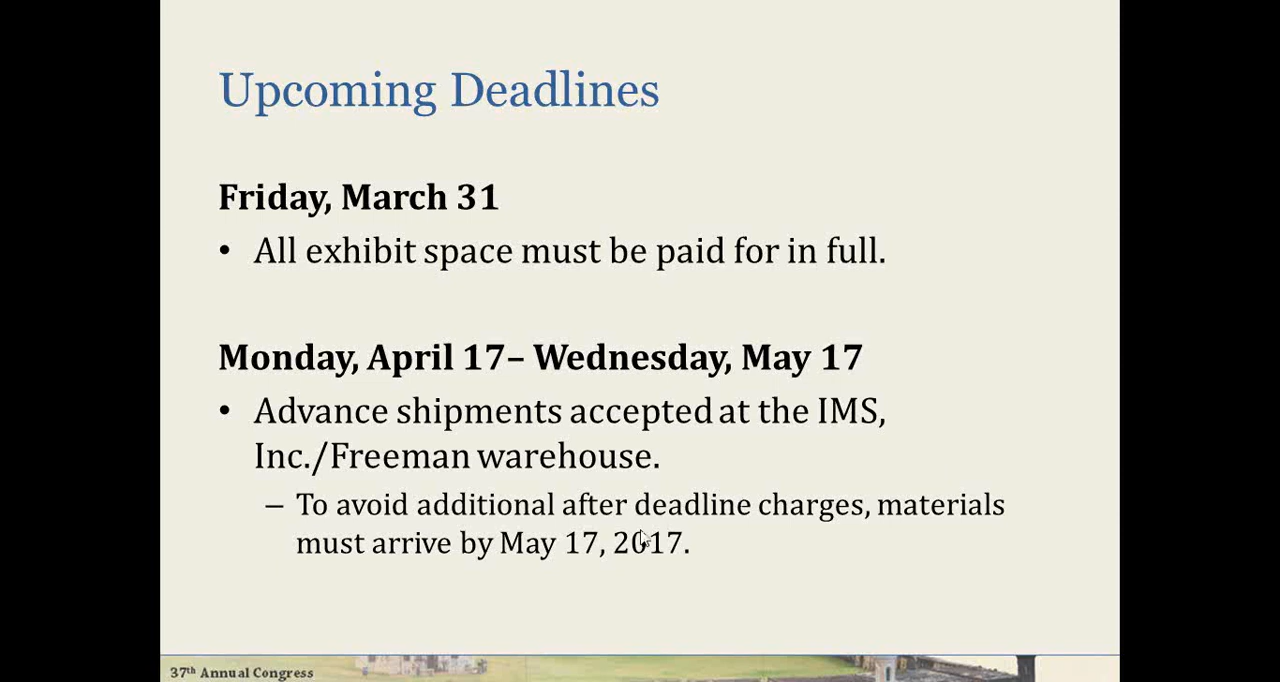 Upcoming Deadlines
Friday, March 31
• All exhibit space must be paid for in full.
Monday, April 17– Wednesday, May 17
• Advance shipments accepted at the IMS,
Inc./Freeman warehouse.
– To avoid additional after deadline charges, materials
must arrive by May 17, 2017.
37th Annual Congress